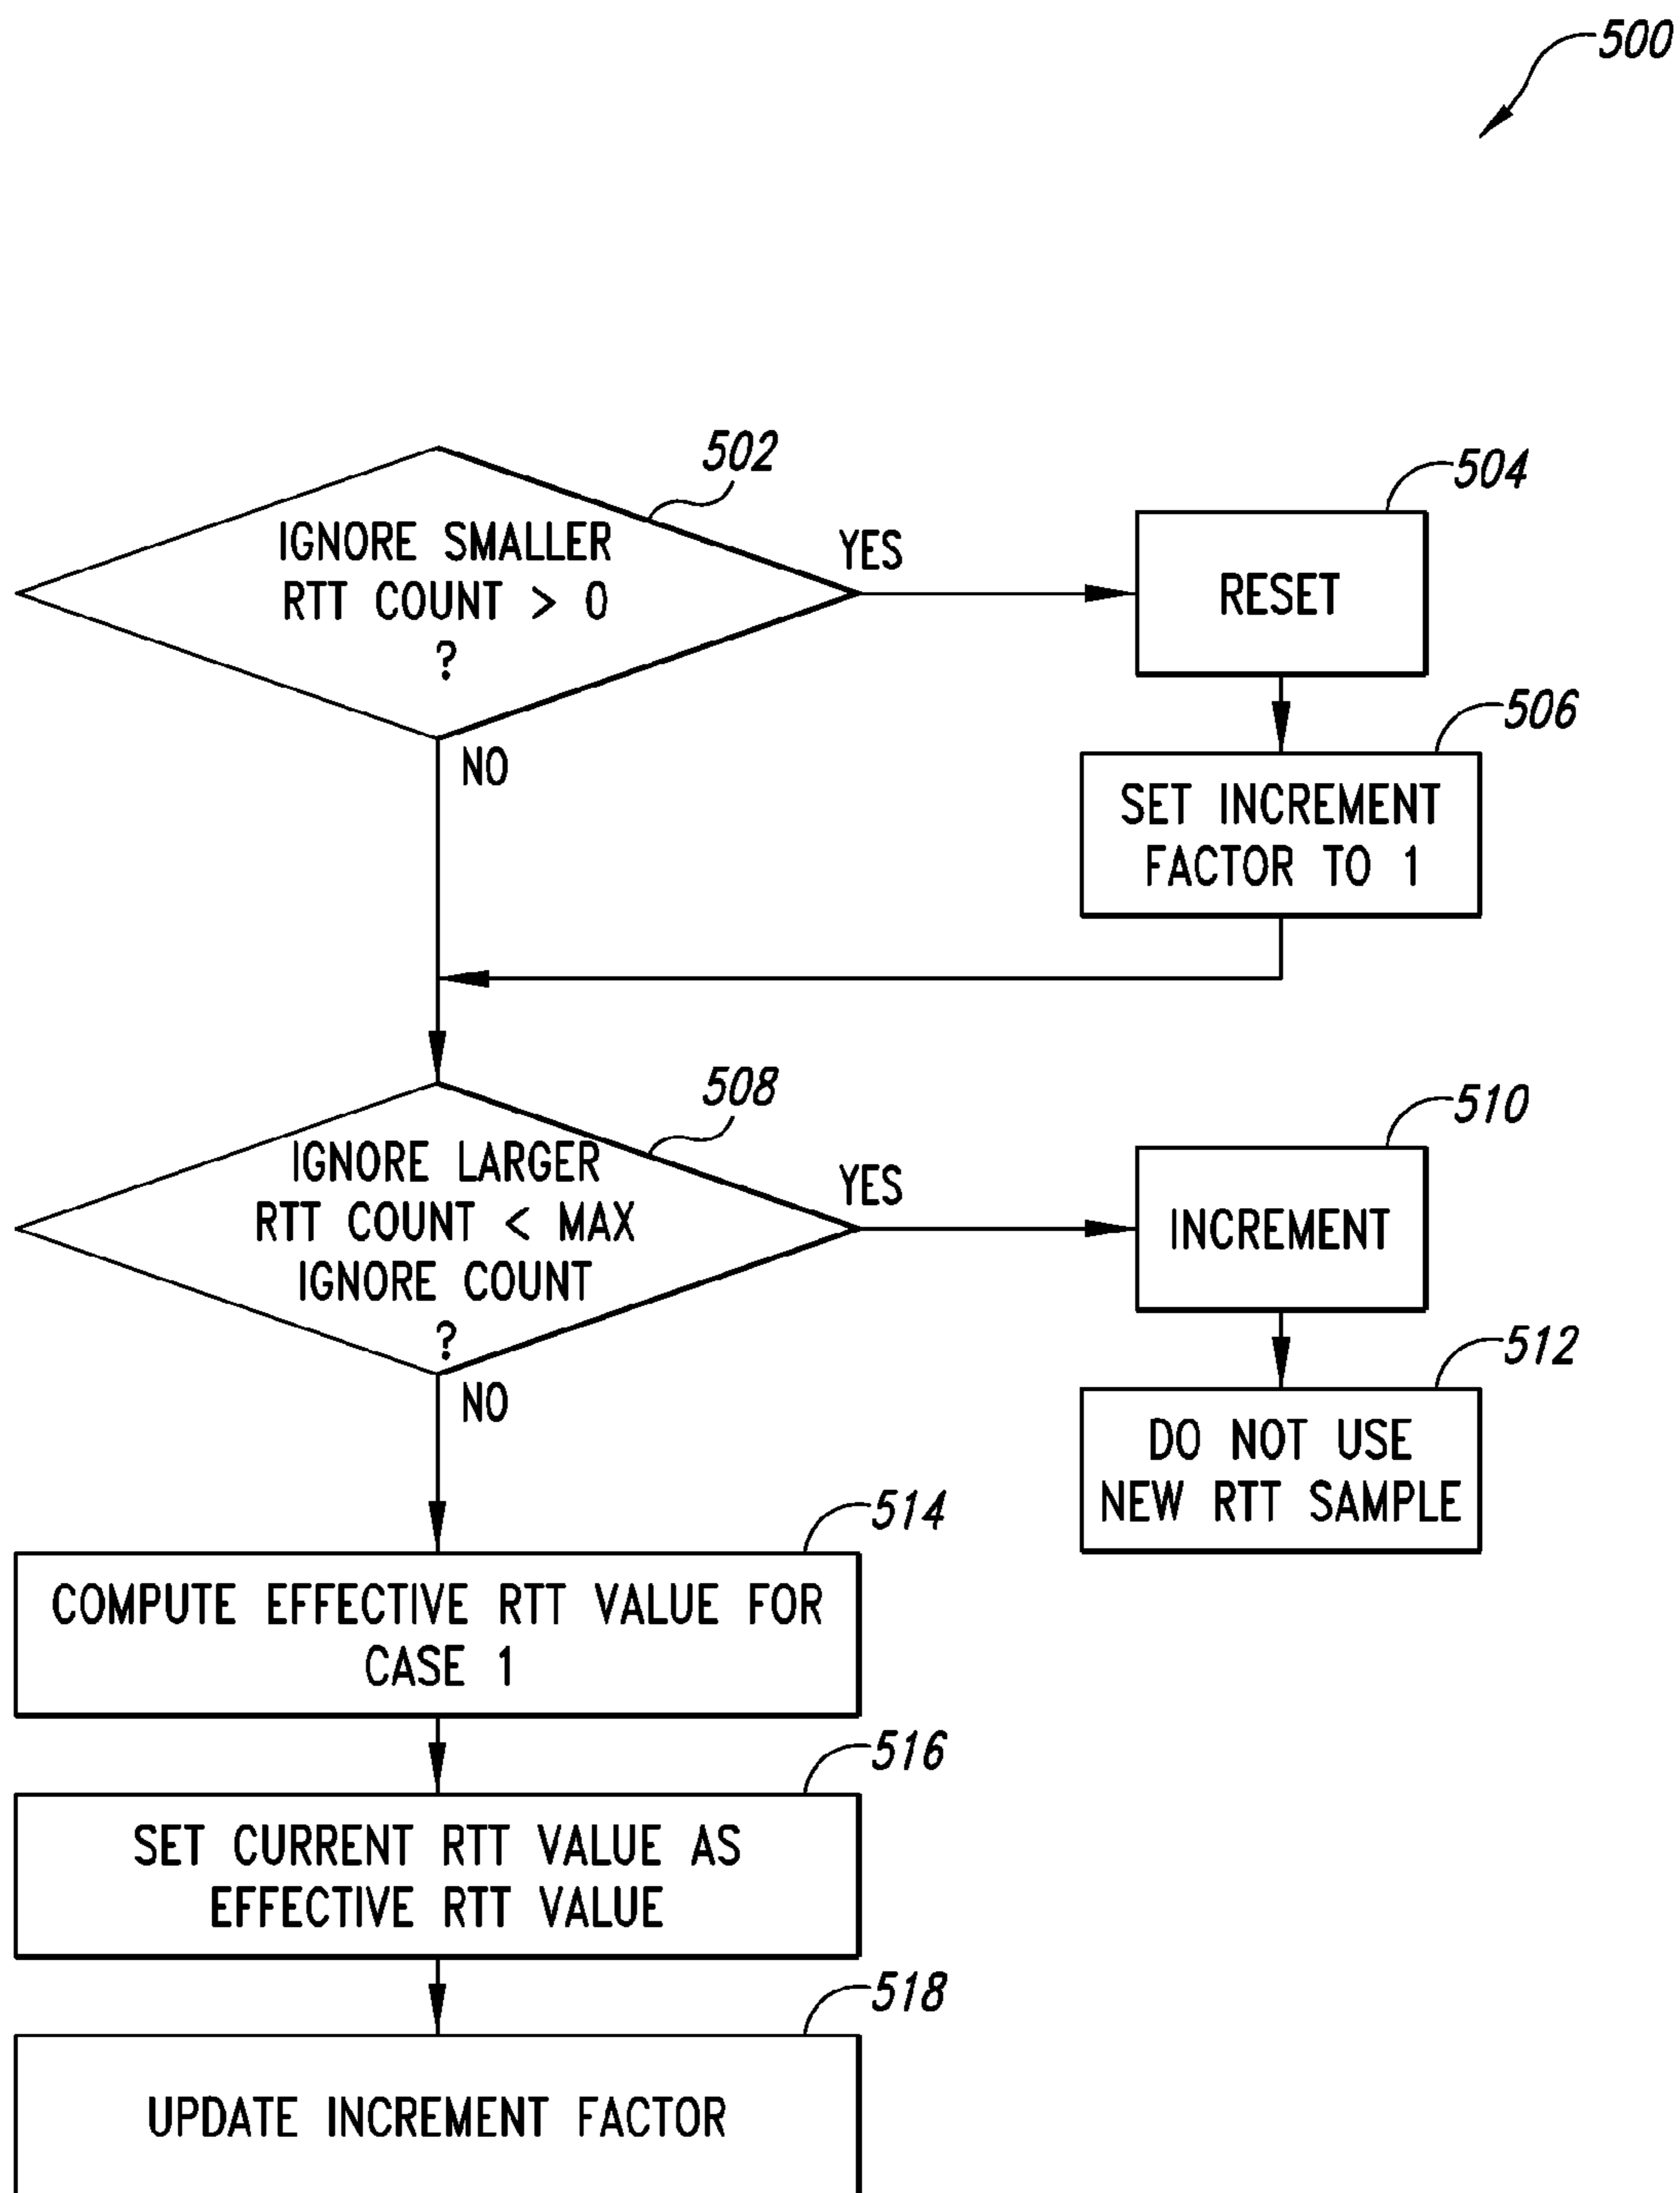 500
502
IGNORE SMALLER
RTT COUNT > 0
?
YES
NO
504
RESET
506
SET INCREMENT
FACTOR TO 1
508
IGNORE LARGER
RTT COUNT < MAX
IGNORE COUNT
?
YES
NO
510
INCREMENT
512
DO NOT USE
NEW RTT SAMPLE
514
COMPUTE EFFECTIVE RTT VALUE FOR
CASE 1
516
SET CURRENT RTT VALUE AS
EFFECTIVE RTT VALUE
518
UPDATE INCREMENT FACTOR